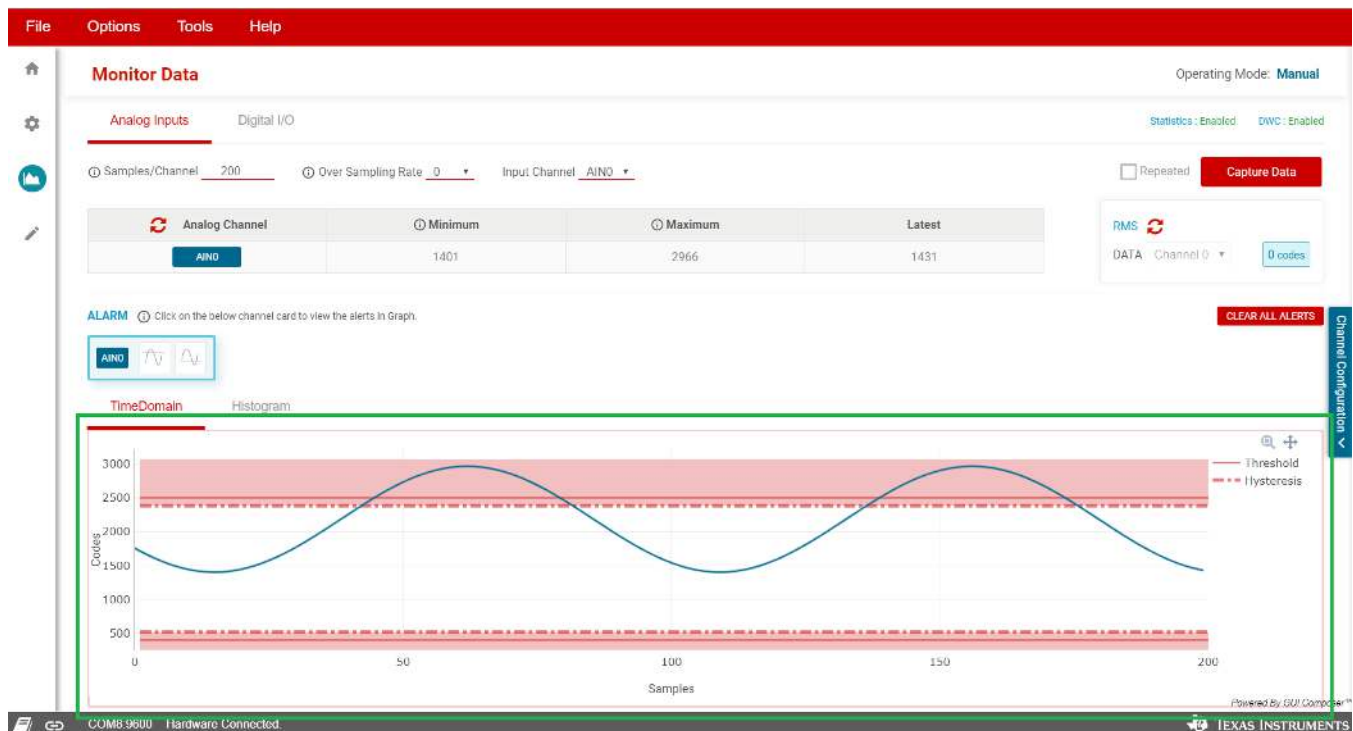 File Options Tools Help
Monitor Data
Operating Mode: Manual
Analog Inputs Digital I/O
Statistics : Enabled DWC : Enabled
Samples/Channel 200 Over Sampling Rate 0 Input Channel AIN0
Repeated Capture Data
Analog Channel Minimum Maximum Latest
AIN0 1401 2966 1431
RMS
DATA Channel 0 0 codes
ALARM Click on the below channel card to view the alerts in Graph.
CLEAR ALL ALERTS
AIN0
Channel Configuration
TimeDomain Histogram
Threshold
Hysteresis
3000
2500
2000
1500
1000
500
Codes
0 50 100 150 200
Samples
Powered By GUI Composer™
COM8:9600 Hardware Connected.
TEXAS INSTRUMENTS